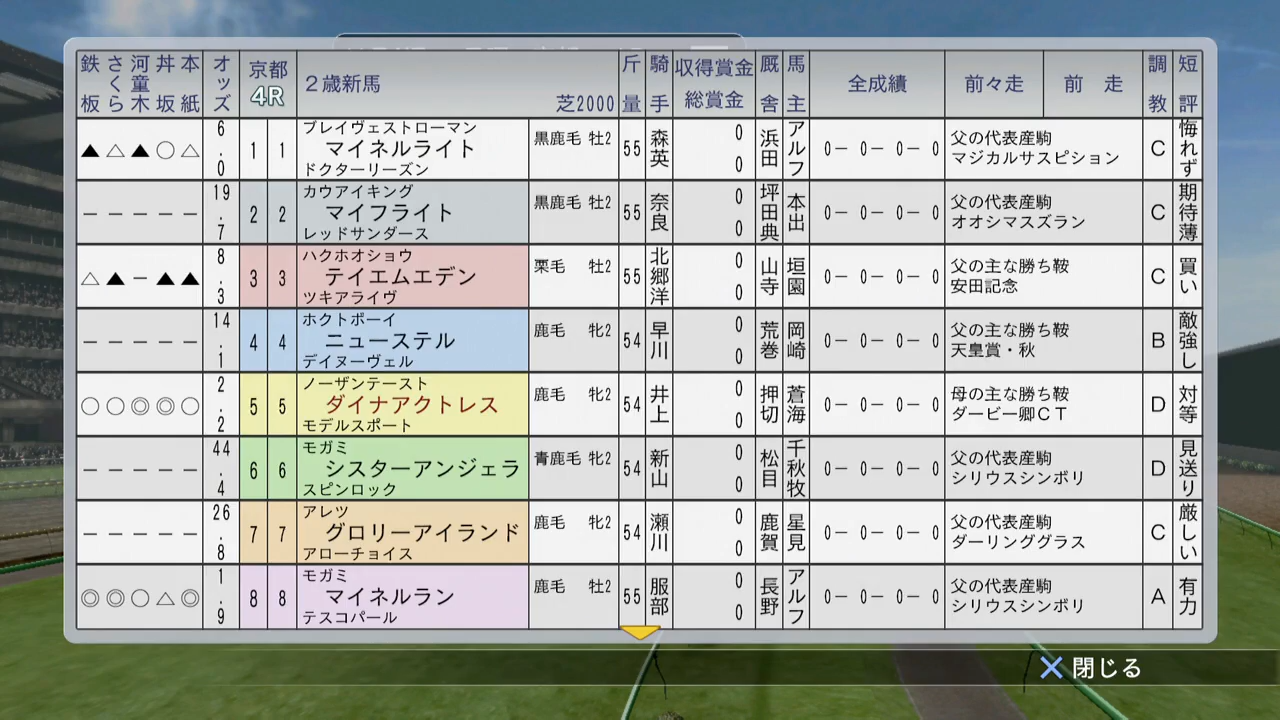 鉄板 さくら 河童木 丼坂 本紙 オッズ 京都4R 2歳新馬 芝2000 斤量 騎手 収得賞金 総賞金 厩舎 馬主 全成績 前々走 前走 調教 短評
▲ △ ▲ ○ △ 6.0 1 1 ブレイヴェストローマン
マイネルライト
ドクターリーズン
黒鹿毛 牡2 55 森英 0 0 浜田 アルフ 0- 0- 0- 0 父の代表産駒
マジカルサスピション
C 悔れず
- - - - - 19.7 2 2 カウアイキング
マイフライト
レッドサンダース
黒鹿毛 牡2 55 奈良 0 0 坪田典 本出 0- 0- 0- 0 父の代表産駒
オオシマスズラン
C 期待薄
△ ▲ - ▲ ▲ 8.3 3 3 ハクホオショウ
テイエムエデン
ツキアライヴ
栗毛 牡2 55 北郷洋 0 0 山寺 垣園 0- 0- 0- 0 父の主な勝ち鞍
安田記念
C 買い
- - - - - 14.1 4 4 ホクトボーイ
ニューステル
デイヌーヴェル
鹿毛 牝2 54 早川 0 0 荒巻 岡崎 0- 0- 0- 0 父の主な勝ち鞍
天皇賞・秋
B 敵強し
○ ○ ◎ ◎ ○ 2.2 5 5 ノーザンテースト
ダイナアクトレス
モデルスポート
鹿毛 牝2 54 井上 0 0 押切 蒼海 0- 0- 0- 0 母の主な勝ち鞍
ダービー卿CT
D 対等
- - - - - 44.4 6 6 モガミ
シスターアンジェラ
スピンロック
青鹿毛 牝2 54 新山 0 0 松目 千秋牧 0- 0- 0- 0 父の代表産駒
シリウスシンボリ
D 見送り
- - - - - 26.8 7 7 アレツ
グロリーアイランド
アローチョイス
鹿毛 牝2 54 瀬川 0 0 鹿賀 星見 0- 0- 0- 0 父の代表産駒
ダーリンググラス
C 厳しい
◎ ◎ ○ △ ◎ 1.9 8 8 モガミ
マイネルラン
テスコパール
鹿毛 牡2 55 服部 0 0 長野 アルフ 0- 0- 0- 0 父の代表産駒
シリウスシンボリ
A 有力
閉じる